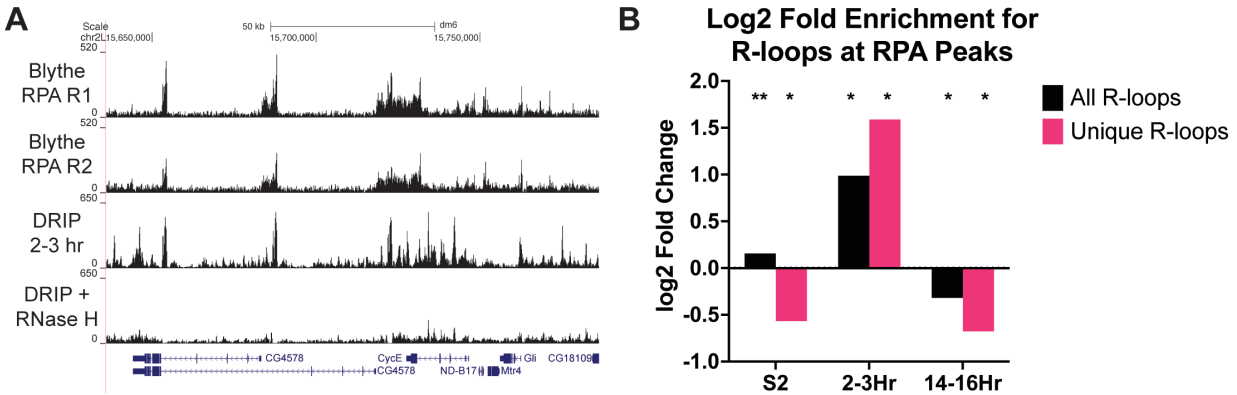 A
Scale
chr2L
50 kb
dm6
15,650,000
15,700,000
15,750,000
520
Blythe
RPA R1
0
520
Blythe
RPA R2
0
650
DRIP
2-3 hr
0
650
DRIP +
RNase H
0
CG4578
CycE
Gli
CG18109
CG4578
ND-B17
Mtr4
B
Log2 Fold Enrichment for
R-loops at RPA Peaks
log2 Fold Change
2.0
1.5
1.0
0.5
0.0
-0.5
-1.0
** * * * * *
S2 2-3Hr 14-16Hr
All R-loops
Unique R-loops